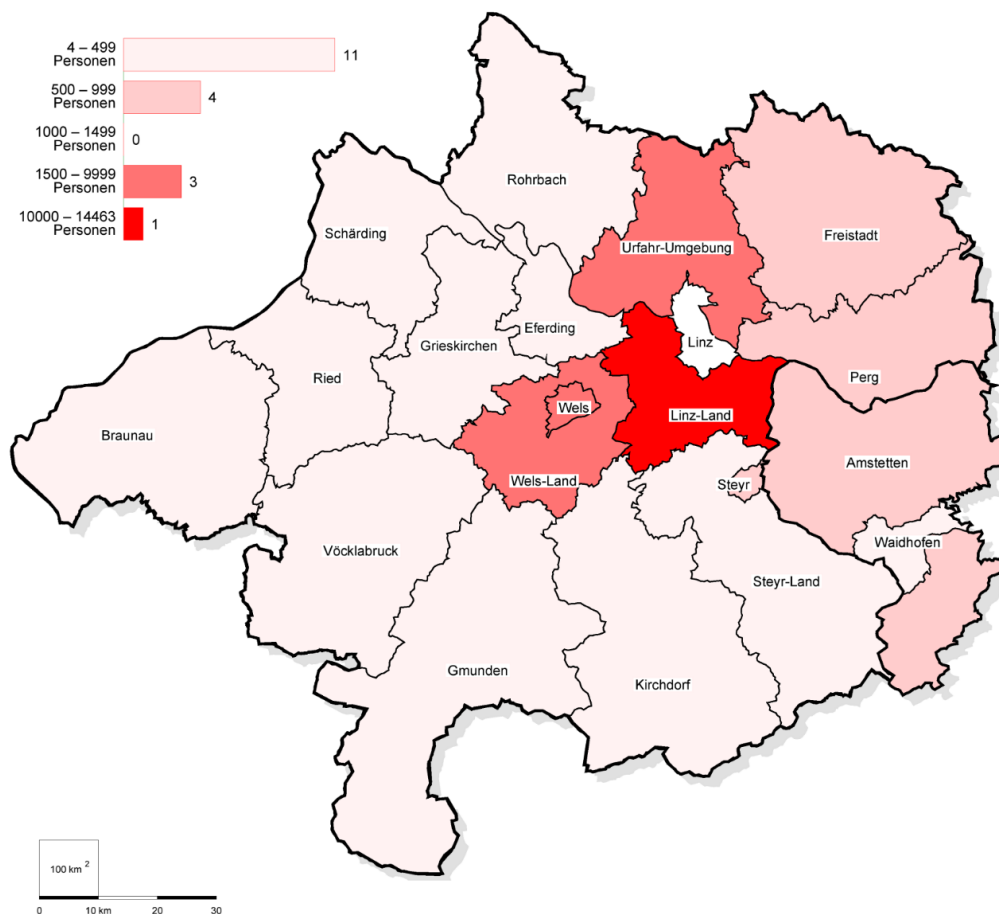 4 – 499
Personen
11
500 – 999
Personen
4
1000 – 1499
Personen
0
1500 – 9999
Personen
3
10000 – 14463
Personen
1
Rohrbach
Schärding
Urfahr-Umgebung
Freistadt
Eferding
Linz
Grieskirchen
Ried
Perg
Wels
Linz-Land
Braunau
Amstetten
Wels-Land
Steyr
Waidhofen
Vöcklabruck
Steyr-Land
Gmunden
Kirchdorf
100 km ²
0 10 km 20 30